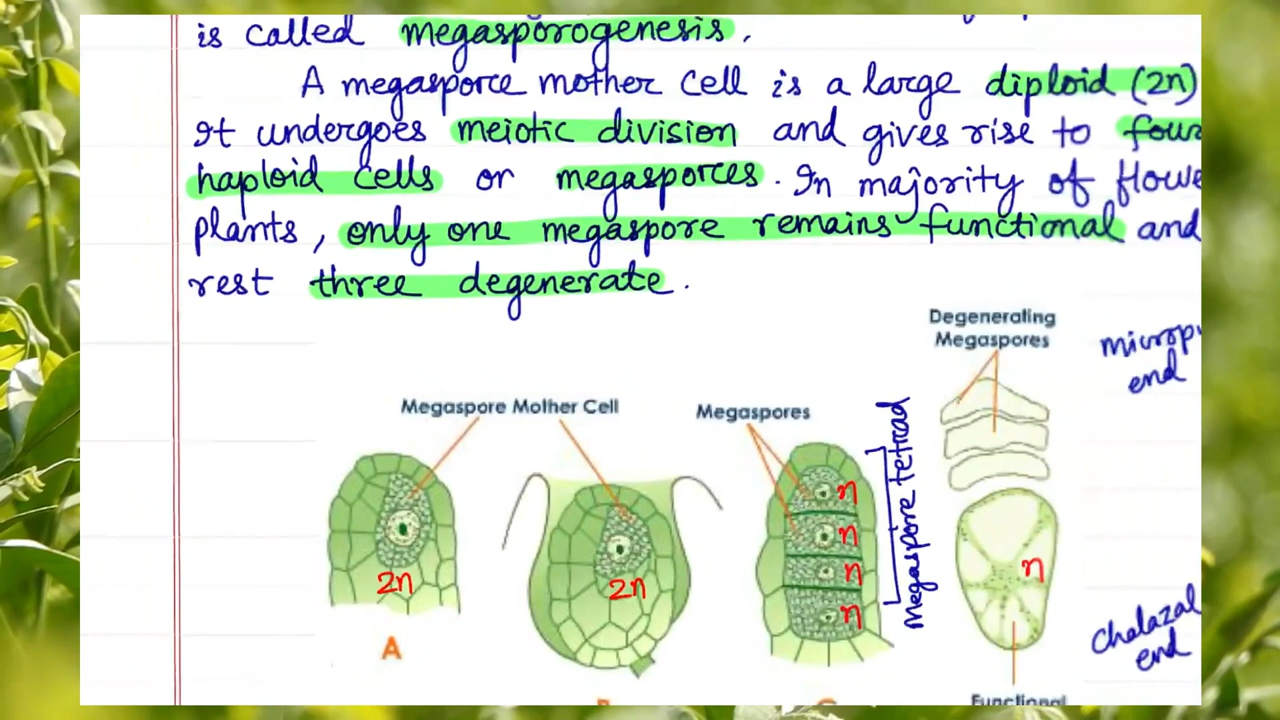 is called megasporogenesis.
A megaspore mother cell is a large diploid (2n)
It undergoes meiotic division and gives rise to four
haploid cells or megaspores. In majority of flowe
plants, only one megaspore remains functional and
rest three degenerate.
Degenerating
Megaspores
micropy
end
Megaspore Mother Cell
Megaspores
Megaspore tetrad
n
n
n
n
n
2n
2n
chalazal
end
A
Functional